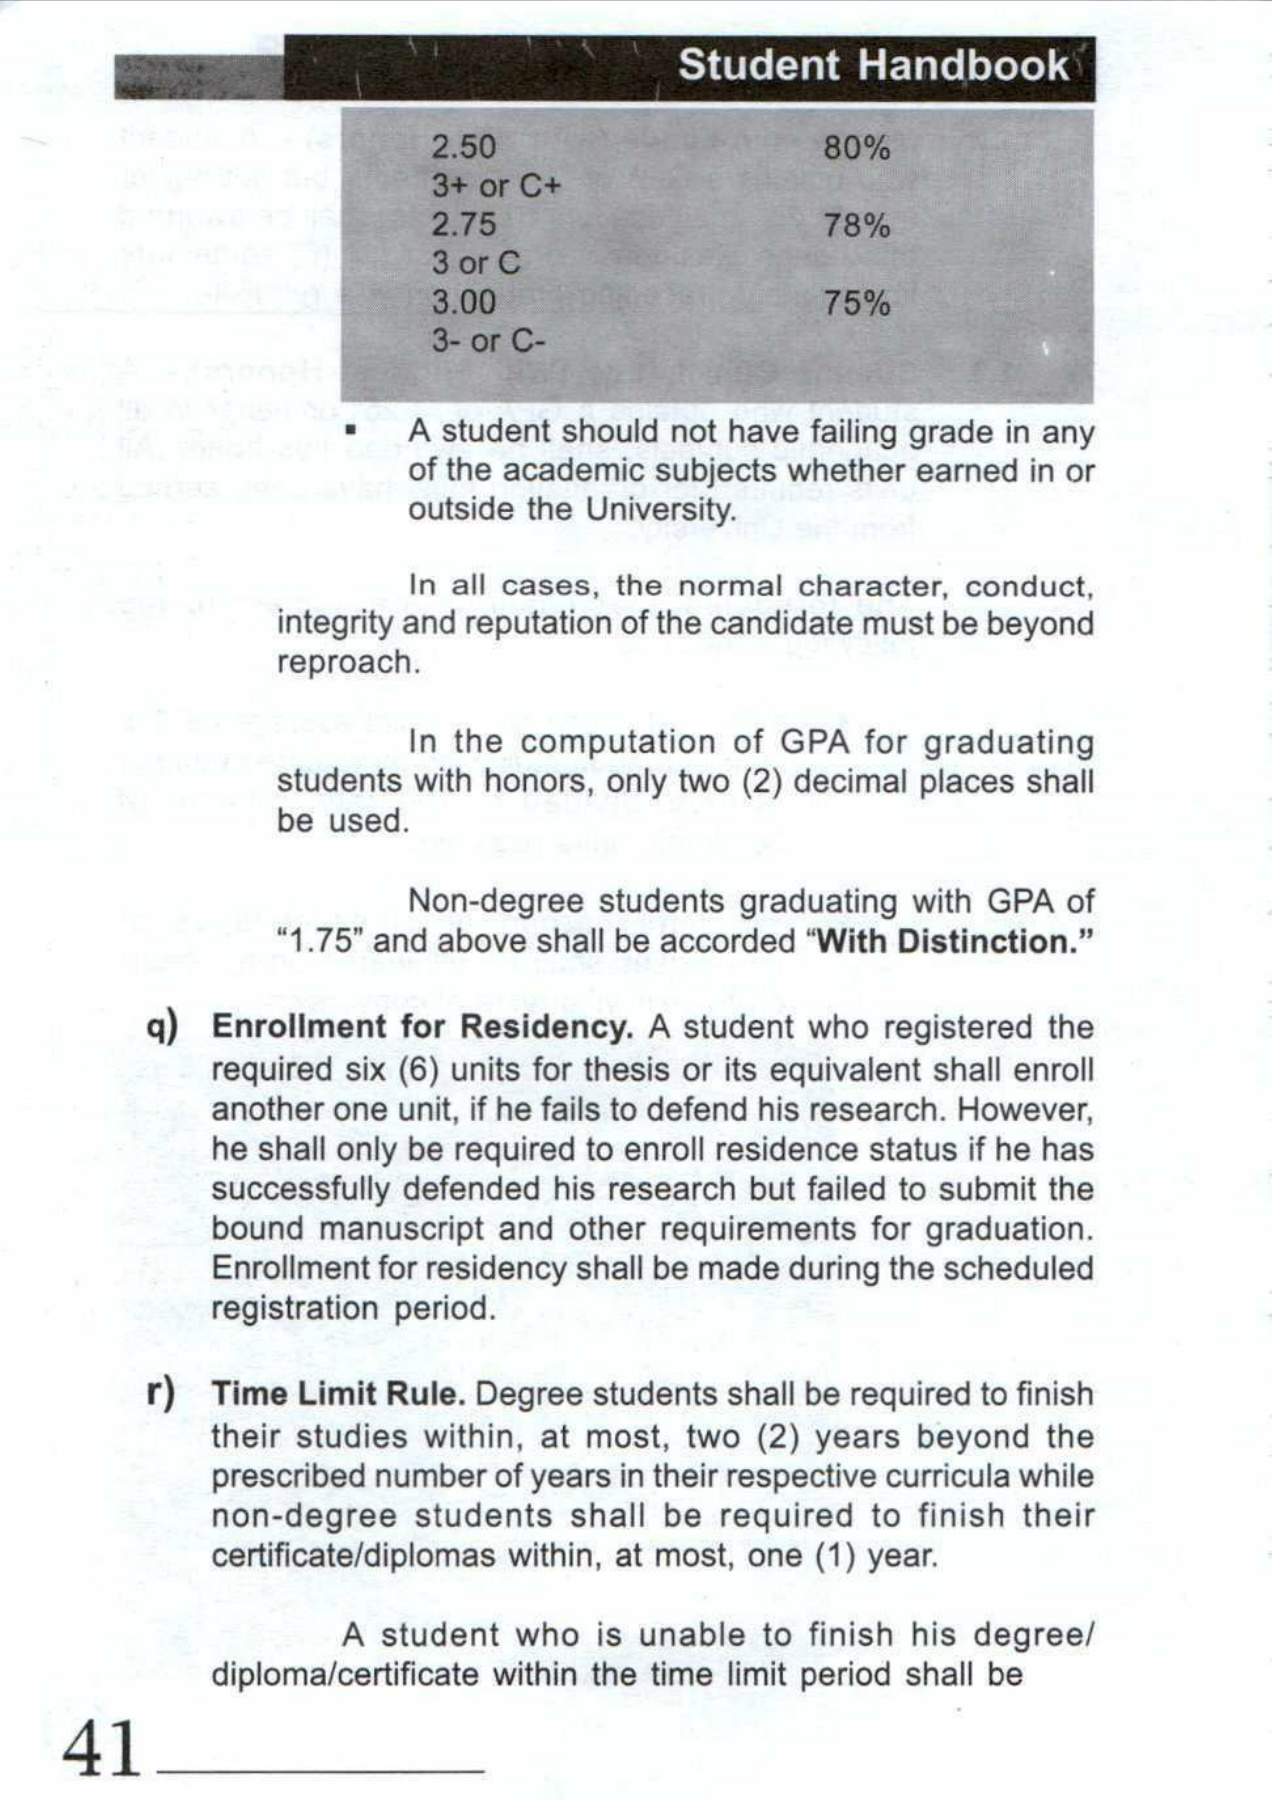 Student Handbook
2.50 80%
3+ or C+
2.75 78%
3 or C
3.00 75%
3- or C-
▪ A student should not have failing grade in any
of the academic subjects whether earned in or
outside the University.
In all cases, the normal character, conduct,
integrity and reputation of the candidate must be beyond
reproach.
In the computation of GPA for graduating
students with honors, only two (2) decimal places shall
be used.
Non-degree students graduating with GPA of
“1.75” and above shall be accorded “With Distinction.”
q) Enrollment for Residency. A student who registered the
required six (6) units for thesis or its equivalent shall enroll
another one unit, if he fails to defend his research. However,
he shall only be required to enroll residence status if he has
successfully defended his research but failed to submit the
bound manuscript and other requirements for graduation.
Enrollment for residency shall be made during the scheduled
registration period.
r) Time Limit Rule. Degree students shall be required to finish
their studies within, at most, two (2) years beyond the
prescribed number of years in their respective curricula while
non-degree students shall be required to finish their
certificate/diplomas within, at most, one (1) year.
A student who is unable to finish his degree/
diploma/certificate within the time limit period shall be
41